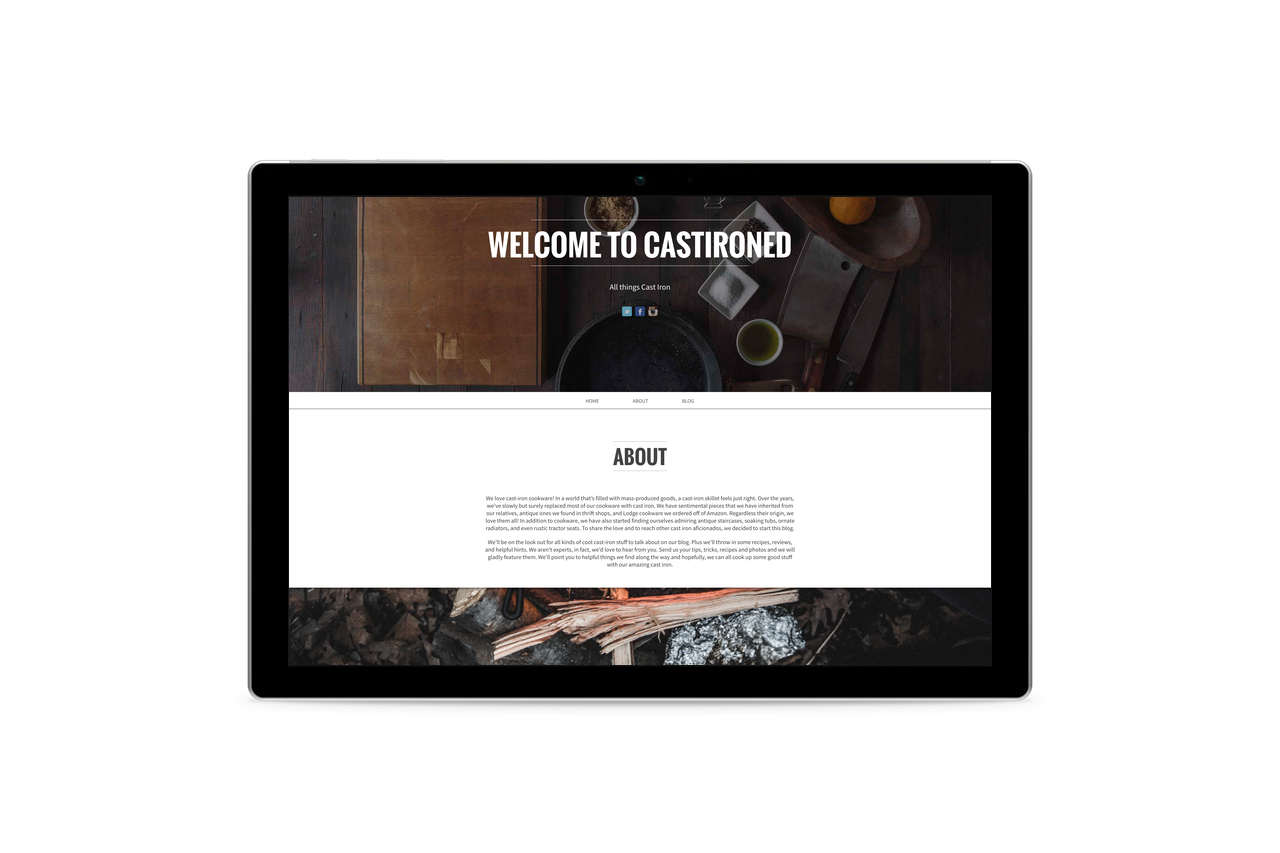 WELCOME TO CASTIRONED
All things Cast Iron
HOME ABOUT BLOG
ABOUT
We love cast-iron cookware! In a world that's filled with mass-produced goods, a cast-iron skillet feels just right. Over the years,
we've slowly but surely replaced most of our cookware with cast iron. We have sentimental pieces that we have inherited from
our relatives, antique ones we found in thrift shops, and Lodge cookware we ordered off of Amazon. Regardless their origin, we
love them all! In addition to cookware, we have also started finding ourselves admiring antique staircases, soaking tubs, ornate
radiators, and even rustic tractor seats. To share the love and to reach other cast iron aficionados, we decided to start this blog.
We'll be on the look out for all kinds of cool cast-iron stuff to talk about on our blog. Plus we'll throw in some recipes, reviews,
and helpful hints. We aren't experts, in fact, we'd love to hear from you. Send us your tips, tricks, recipes and photos and we will
gladly feature them. We'll point you to helpful things we find along the way and hopefully, we can all cook up some good stuff
with our amazing cast iron.